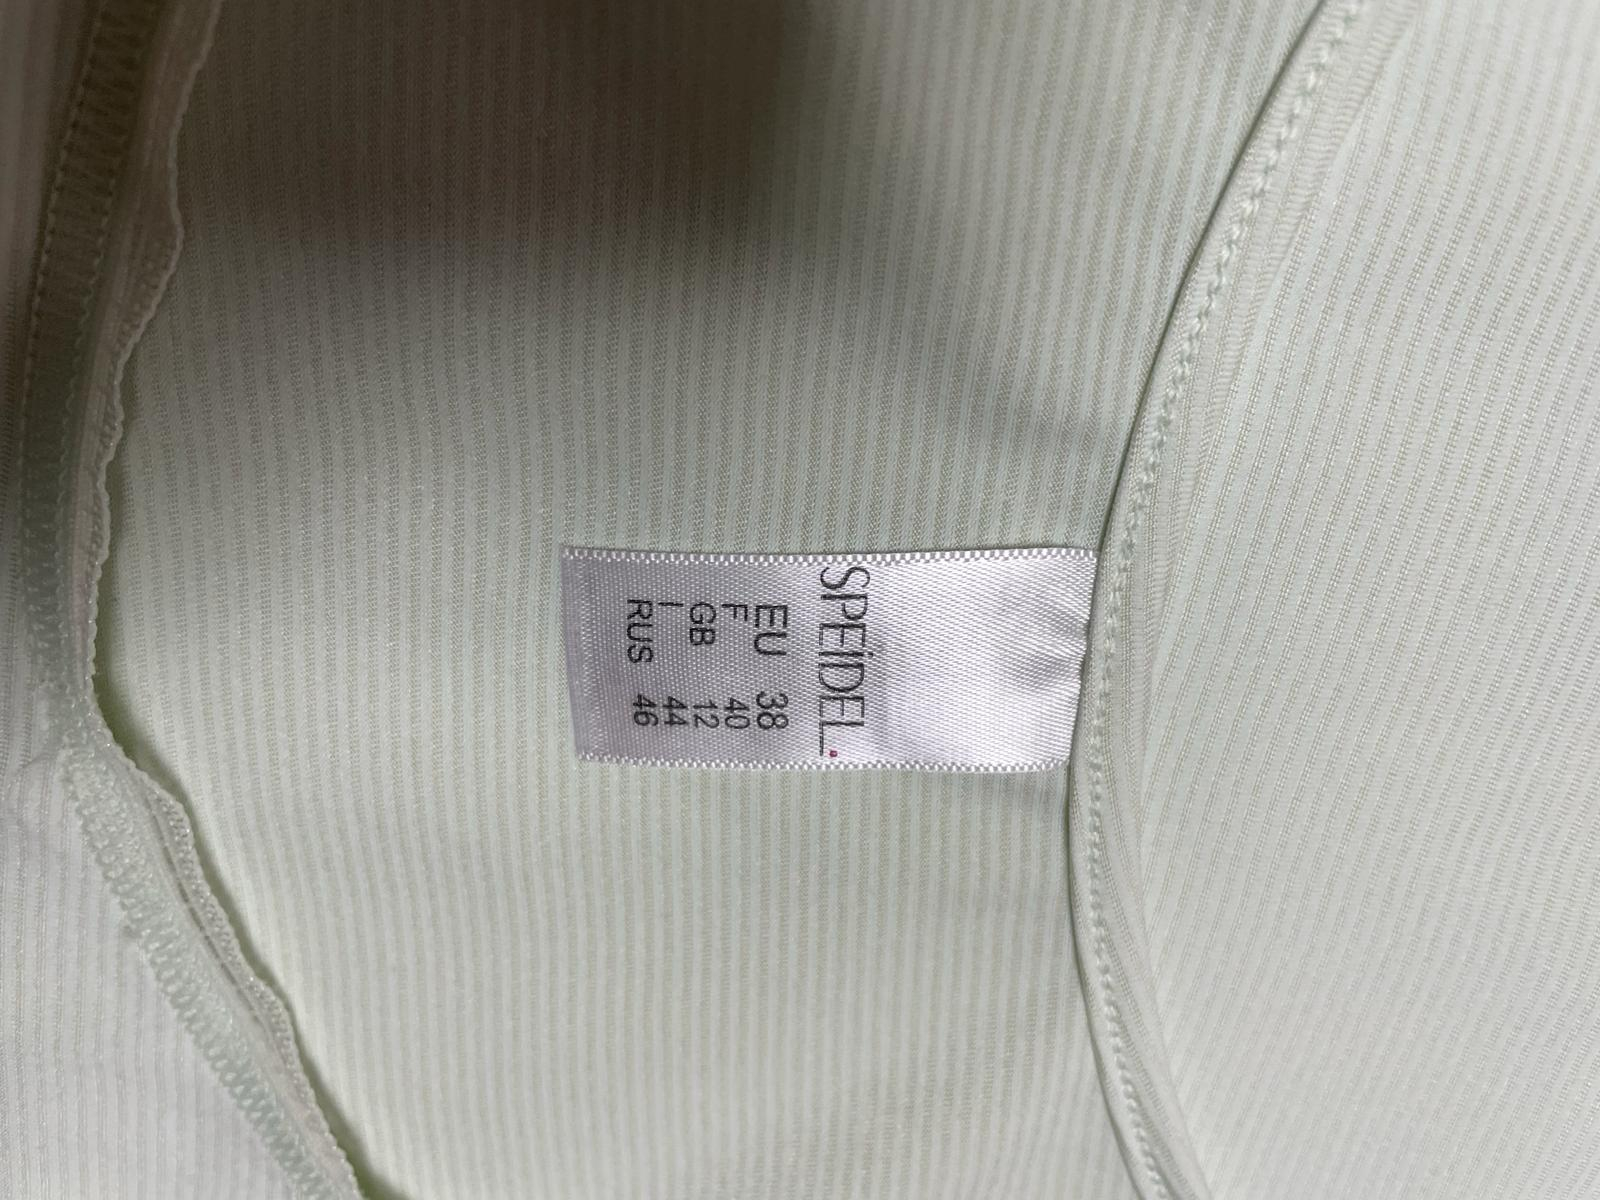 SPEIDEL.
EU 38
F 40
GB 12
I 44
RUS 46